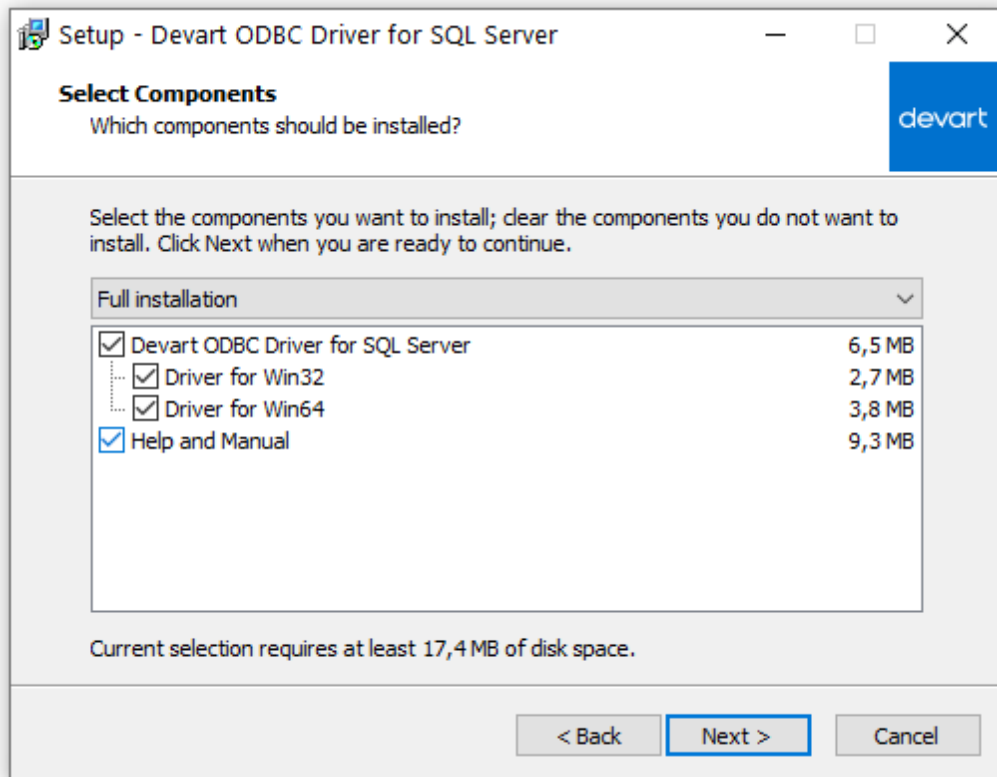 Setup - Devart ODBC Driver for SQL Server
Select Components
Which components should be installed?
devart
Select the components you want to install; clear the components you do not want to
install. Click Next when you are ready to continue.
Full installation
Devart ODBC Driver for SQL Server 6,5 MB
Driver for Win32 2,7 MB
Driver for Win64 3,8 MB
Help and Manual 9,3 MB
Current selection requires at least 17,4 MB of disk space.
< Back Next > Cancel